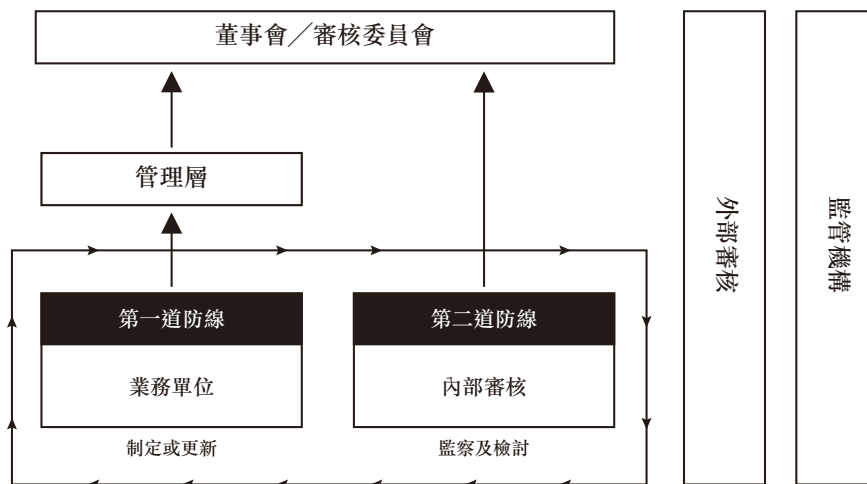 董事會／審核委員會
管理層
第一道防線
業務單位
制定或更新
第二道防線
內部審核
監察及檢討
外部審核
監管機構